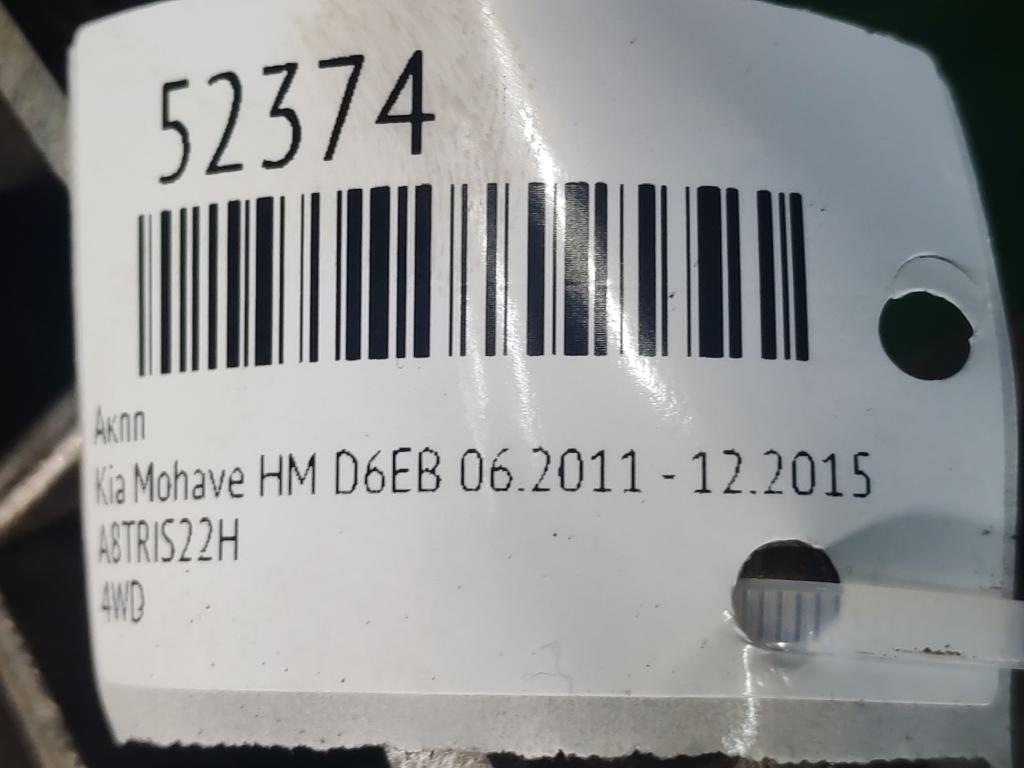 52374
Акпп
Kia Mohave HM D6EB 06.2011 - 12.2015
A8TRIS22H
4WD